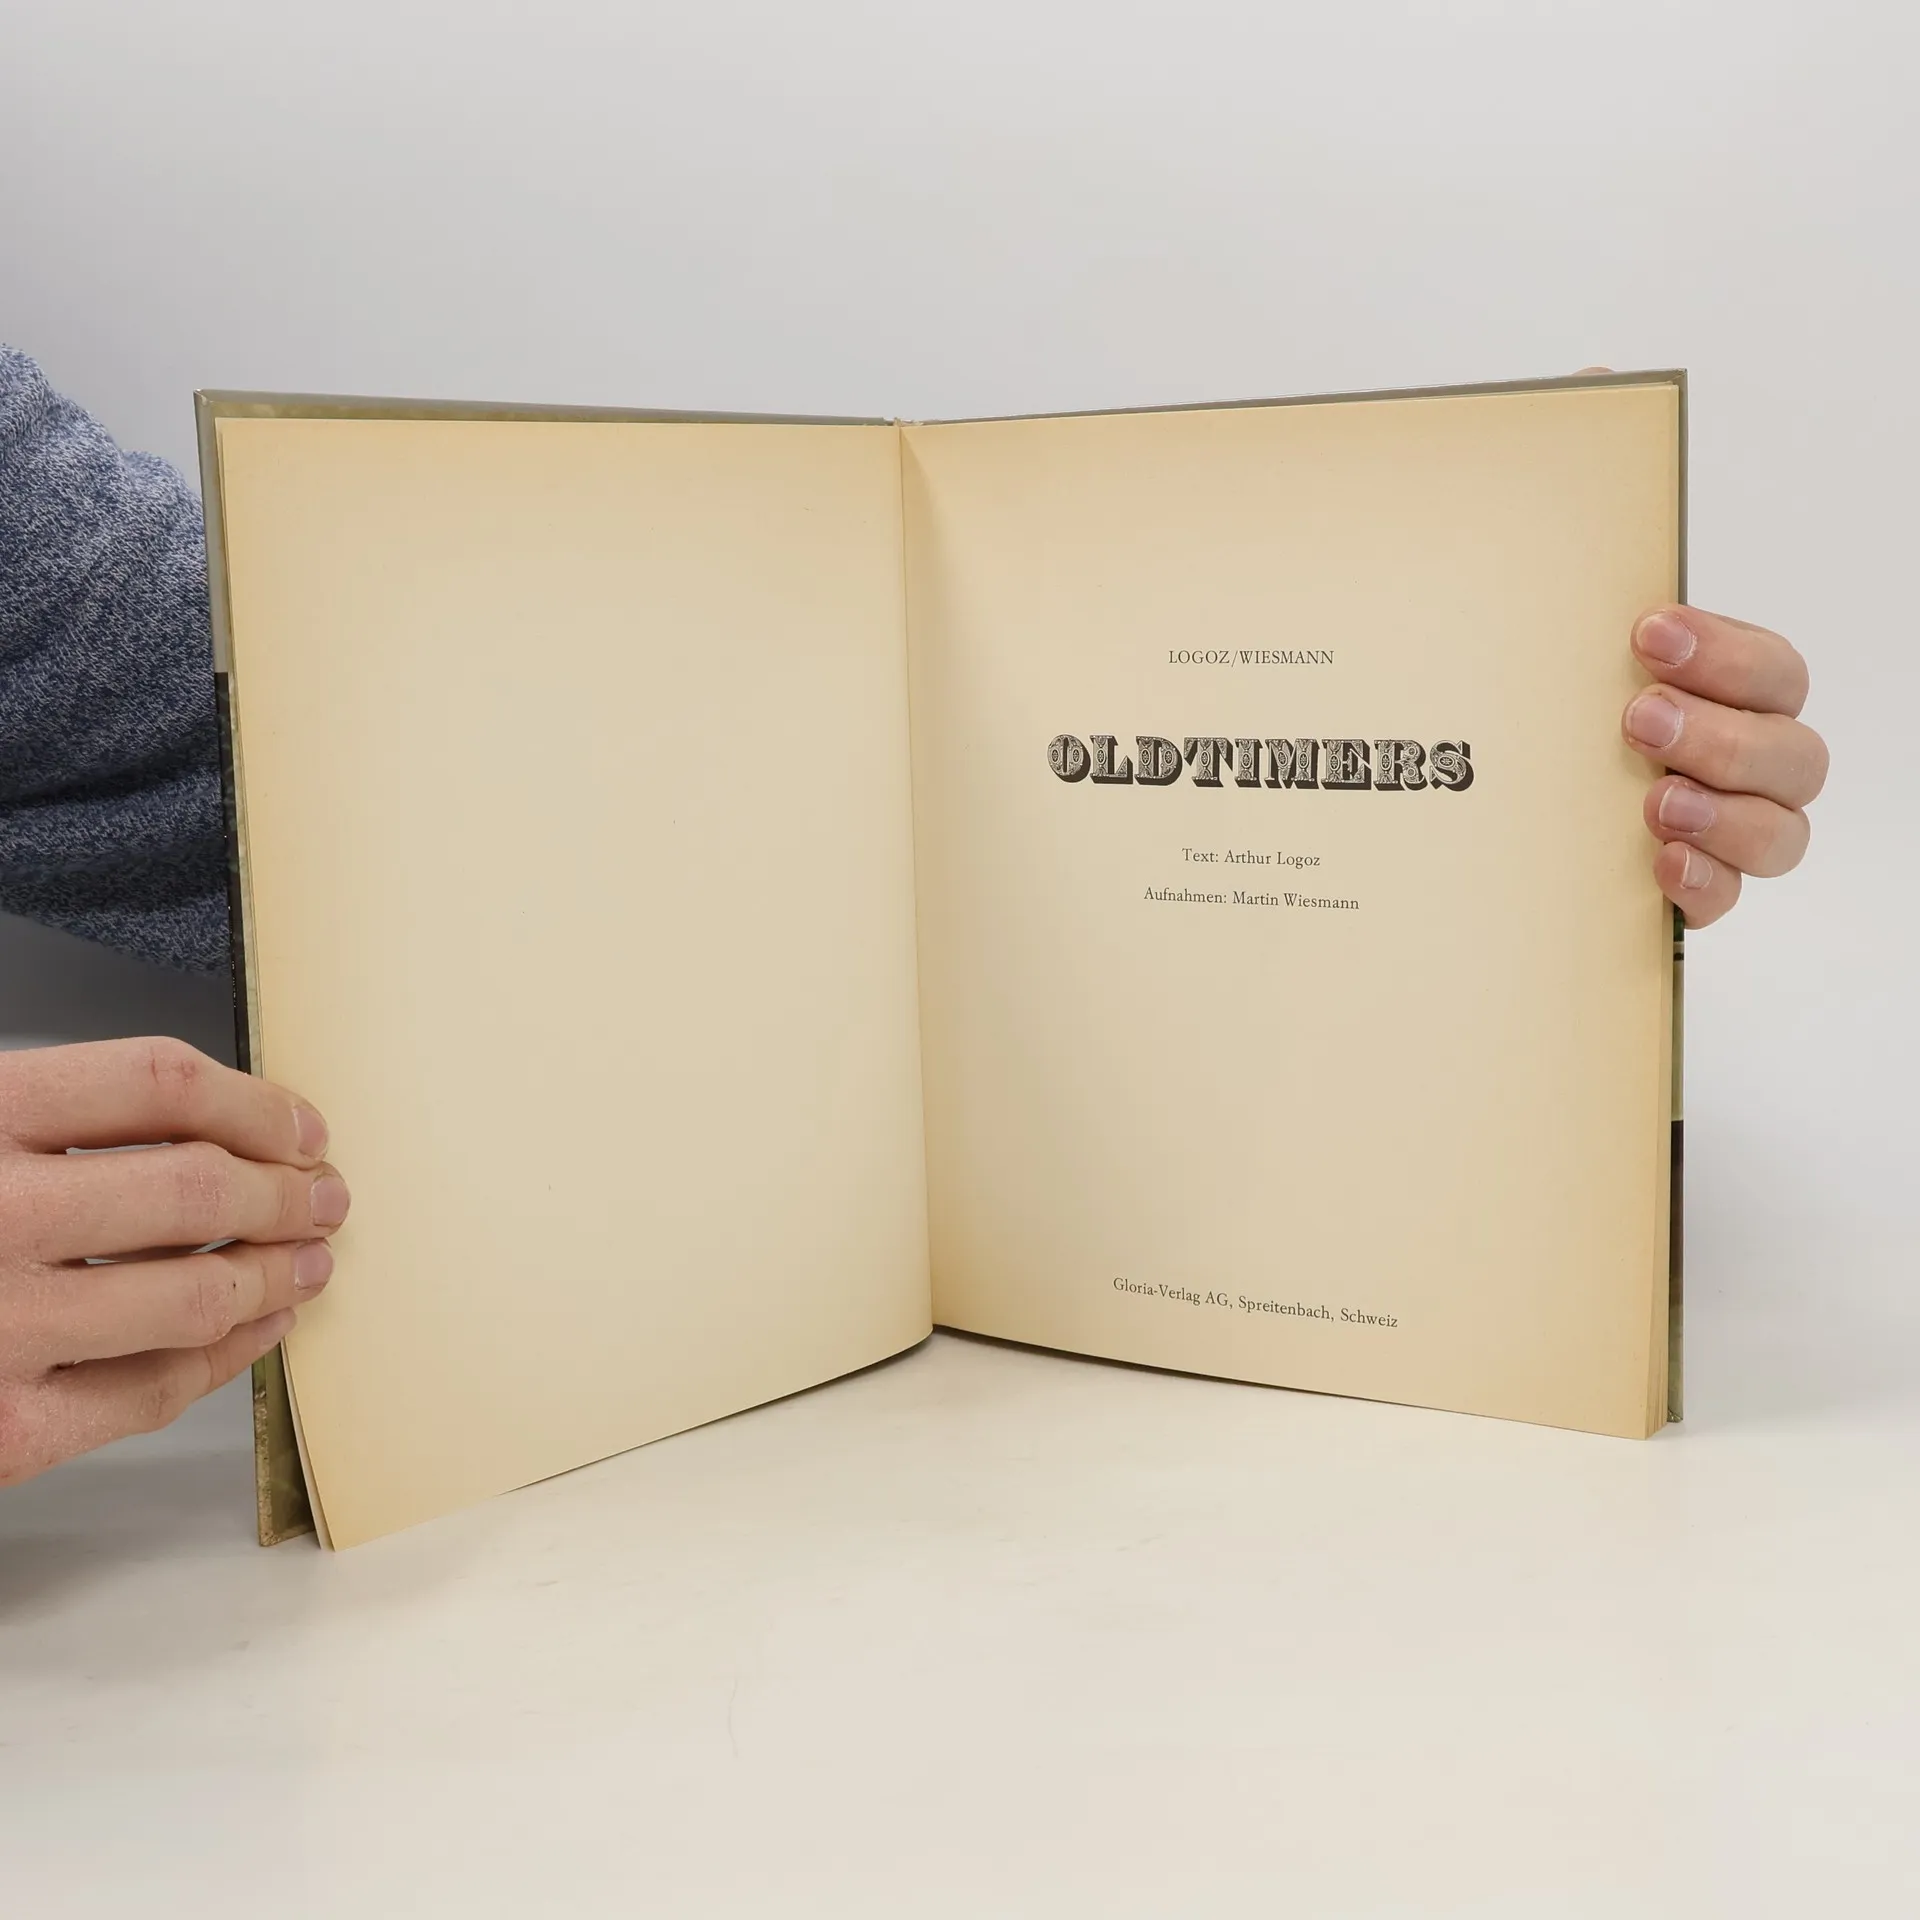 LOGOZ/WIESMANN
OLDTIMERS
Text: Arthur Logoz
Aufnahmen: Martin Wiesmann
Gloria-Verlag AG, Spreitenbach, Schweiz